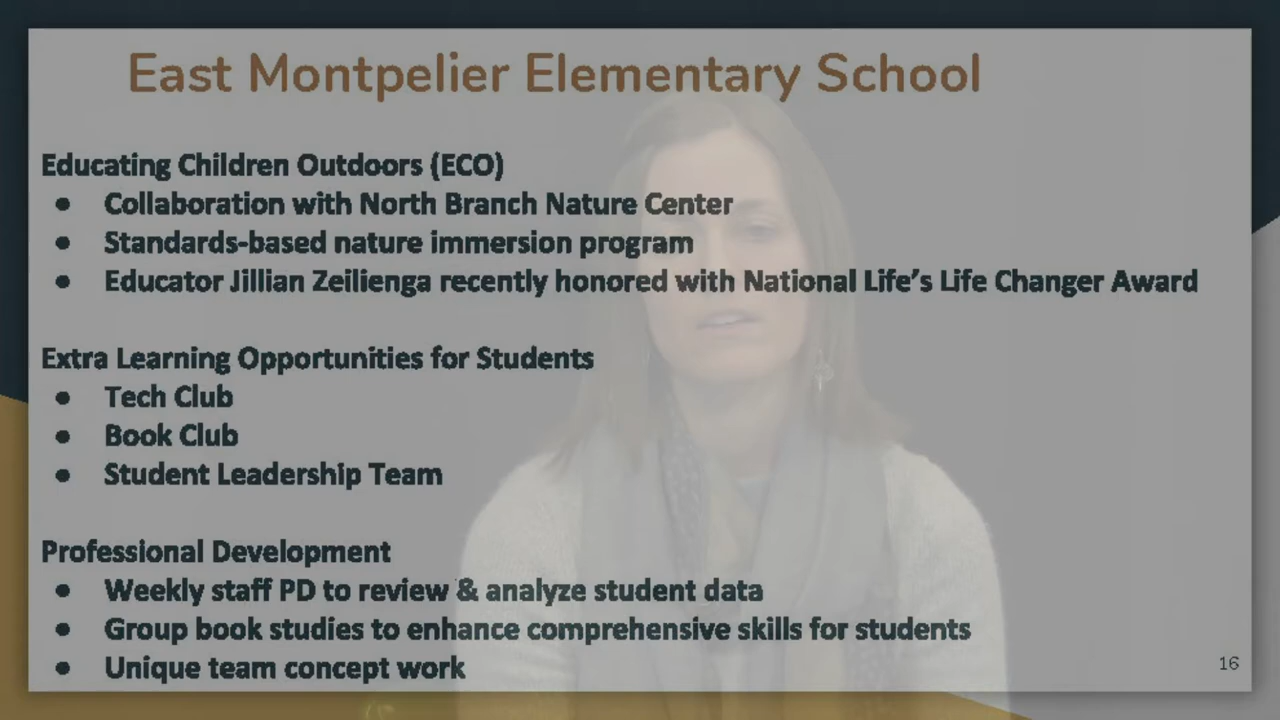 East Montpelier Elementary School
Educating Children Outdoors (ECO)
● Collaboration with North Branch Nature Center
● Standards-based nature immersion program
● Educator Jillian Zeilienga recently honored with National Life’s Life Changer Award
Extra Learning Opportunities for Students
● Tech Club
● Book Club
● Student Leadership Team
Professional Development
● Weekly staff PD to review & analyze student data
● Group book studies to enhance comprehensive skills for students
● Unique team concept work
16